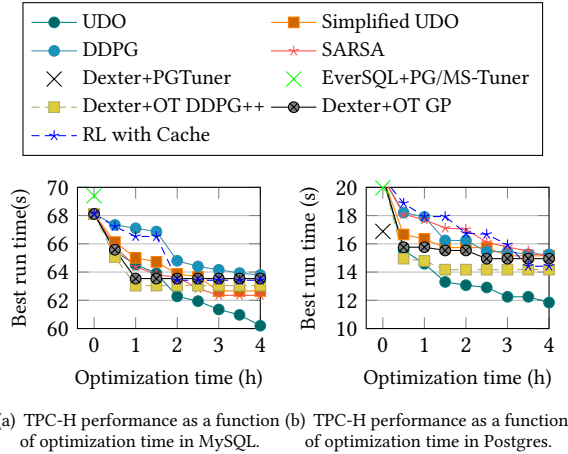 UDO
Simplified UDO
DDPG
SARSA
Dexter+PGTuner
EverSQL+PG/MS-Tuner
Dexter+OT DDPG++
Dexter+OT GP
RL with Cache
70
68
66
64
62
60
Best run time(s)
0 1 2 3 4
Optimization time (h)
20
18
16
14
12
10
Best run time (s)
0 1 2 3 4
Optimization time (h)
a) TPC-H performance as a function
of optimization time in MySQL.
(b) TPC-H performance as a function
of optimization time in Postgres.